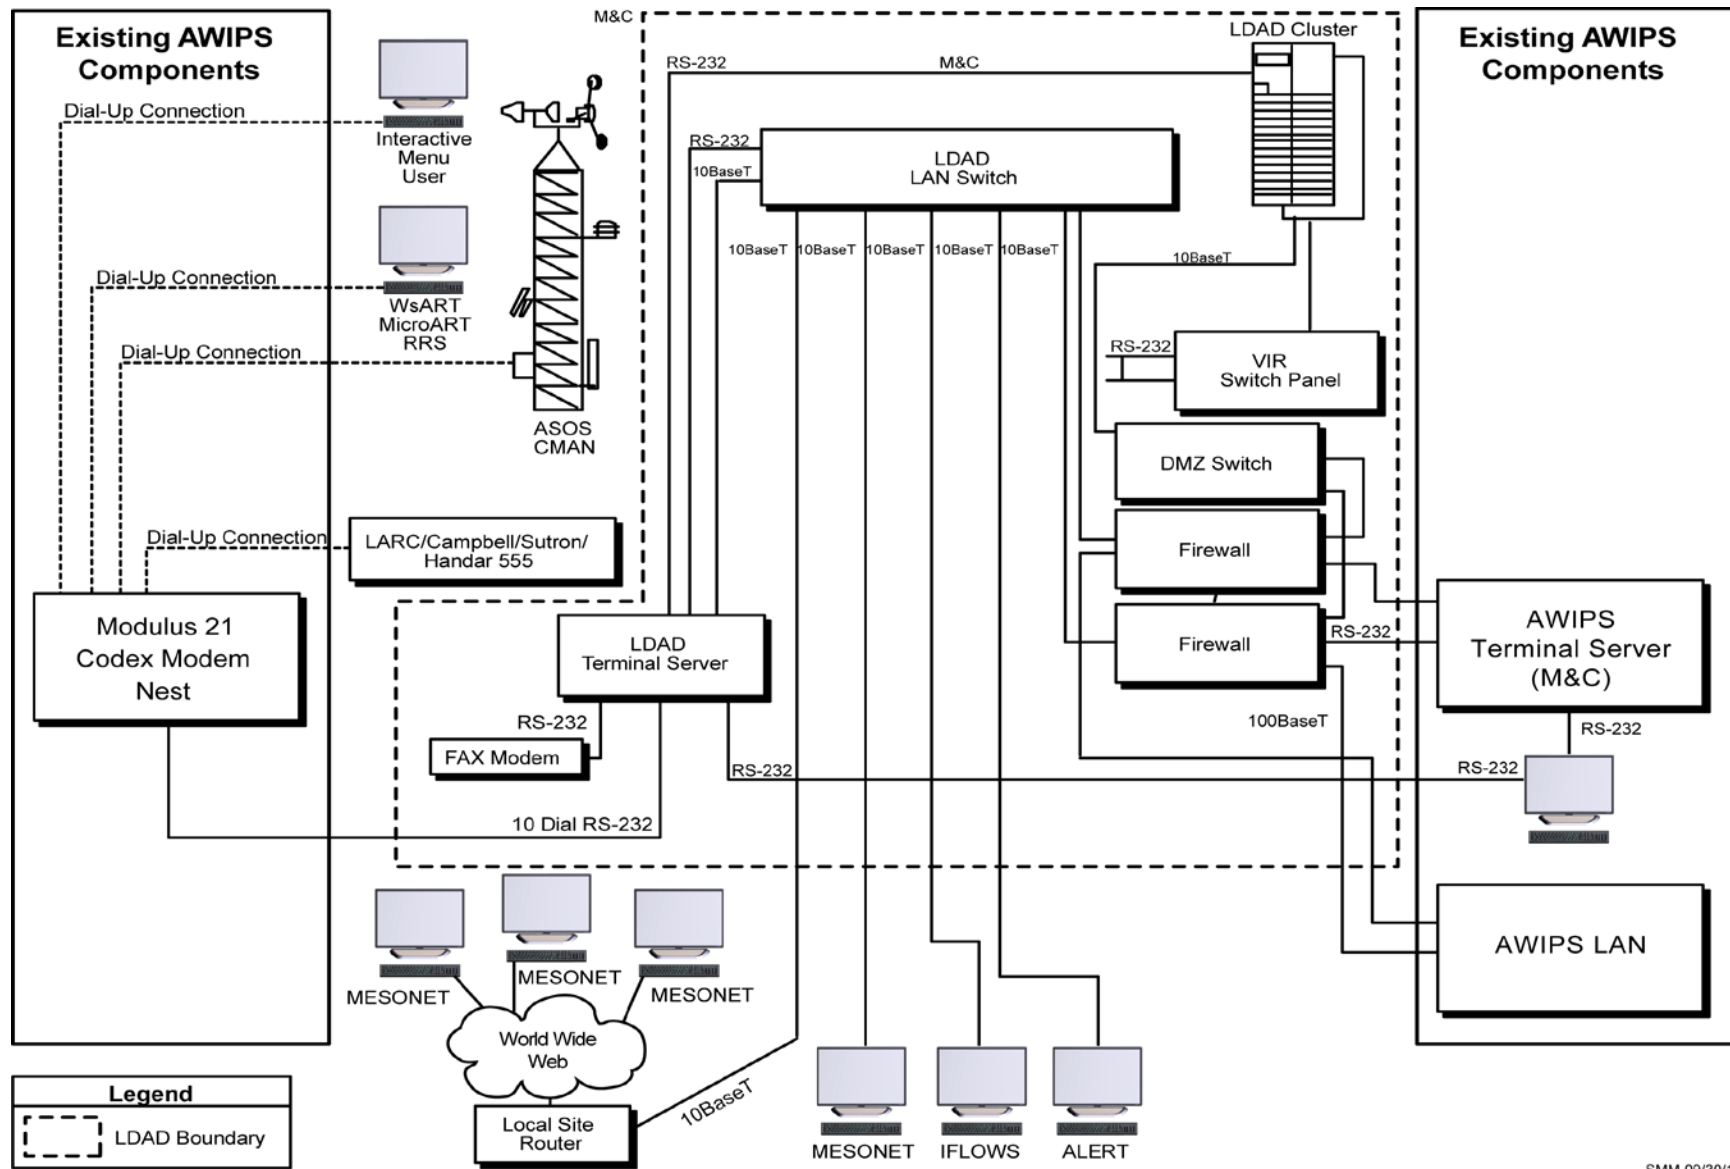 Existing AWIPS
Components
Dial-Up Connection
Interactive
Menu
User
Dial-Up Connection
WsART
MicroART
RRS
Dial-Up Connection
ASOS
CMAN
Dial-Up Connection
LARC/Campbell/Sutron/
Handar 555
Modulus 21
Codex Modem
Nest
M&C
RS-232
M&C
LDAD Cluster
RS-232
10BaseT
LDAD
LAN Switch
10BaseT
10BaseT
10BaseT
10BaseT
10BaseT
10BaseT
RS-232
VIR
Switch Panel
DMZ Switch
Firewall
Firewall
RS-232
100BaseT
LDAD
Terminal Server
RS-232
FAX Modem
RS-232
10 Dial RS-232
Existing AWIPS
Components
AWIPS
Terminal Server
(M&C)
RS-232
RS-232
AWIPS LAN
MESONET
MESONET
MESONET
World Wide
Web
Local Site
Router
10BaseT
MESONET
IFLOWS
ALERT
Legend
LDAD Boundary